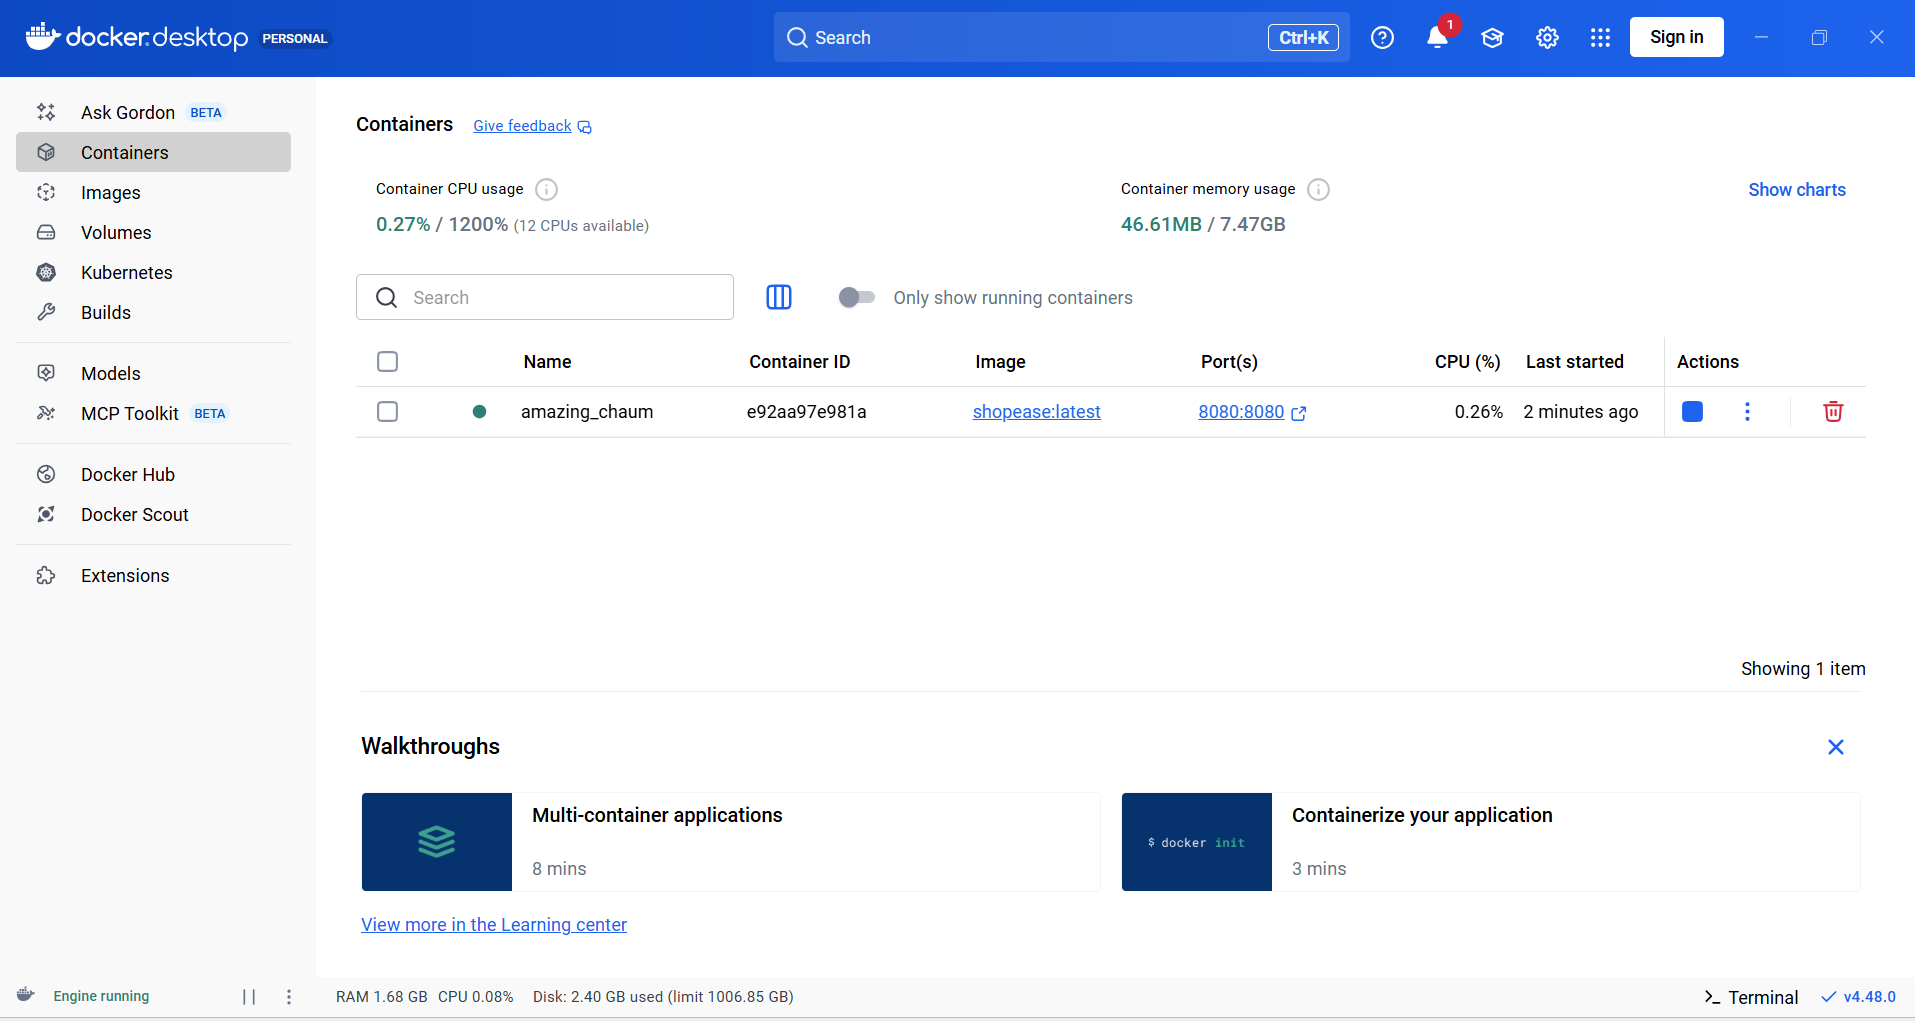 docker.desktop PERSONAL
Search Ctrl+K
1
Sign in
Ask Gordon BETA
Containers
Images
Volumes
Kubernetes
Builds
Models
MCP Toolkit BETA
Docker Hub
Docker Scout
Extensions
Containers Give feedback
Container CPU usage
0.27% / 1200% (12 CPUs available)
Container memory usage
46.61MB / 7.47GB
Show charts
Search
Only show running containers
Name Container ID Image Port(s) CPU (%) Last started Actions
amazing_chaum e92aa97e981a shopease:latest 8080:8080 0.26% 2 minutes ago
Showing 1 item
Walkthroughs
Multi-container applications
8 mins
$ docker init
Containerize your application
3 mins
View more in the Learning center
Engine running
RAM 1.68 GB CPU 0.08% Disk: 2.40 GB used (limit 1006.85 GB)
Terminal
v4.48.0